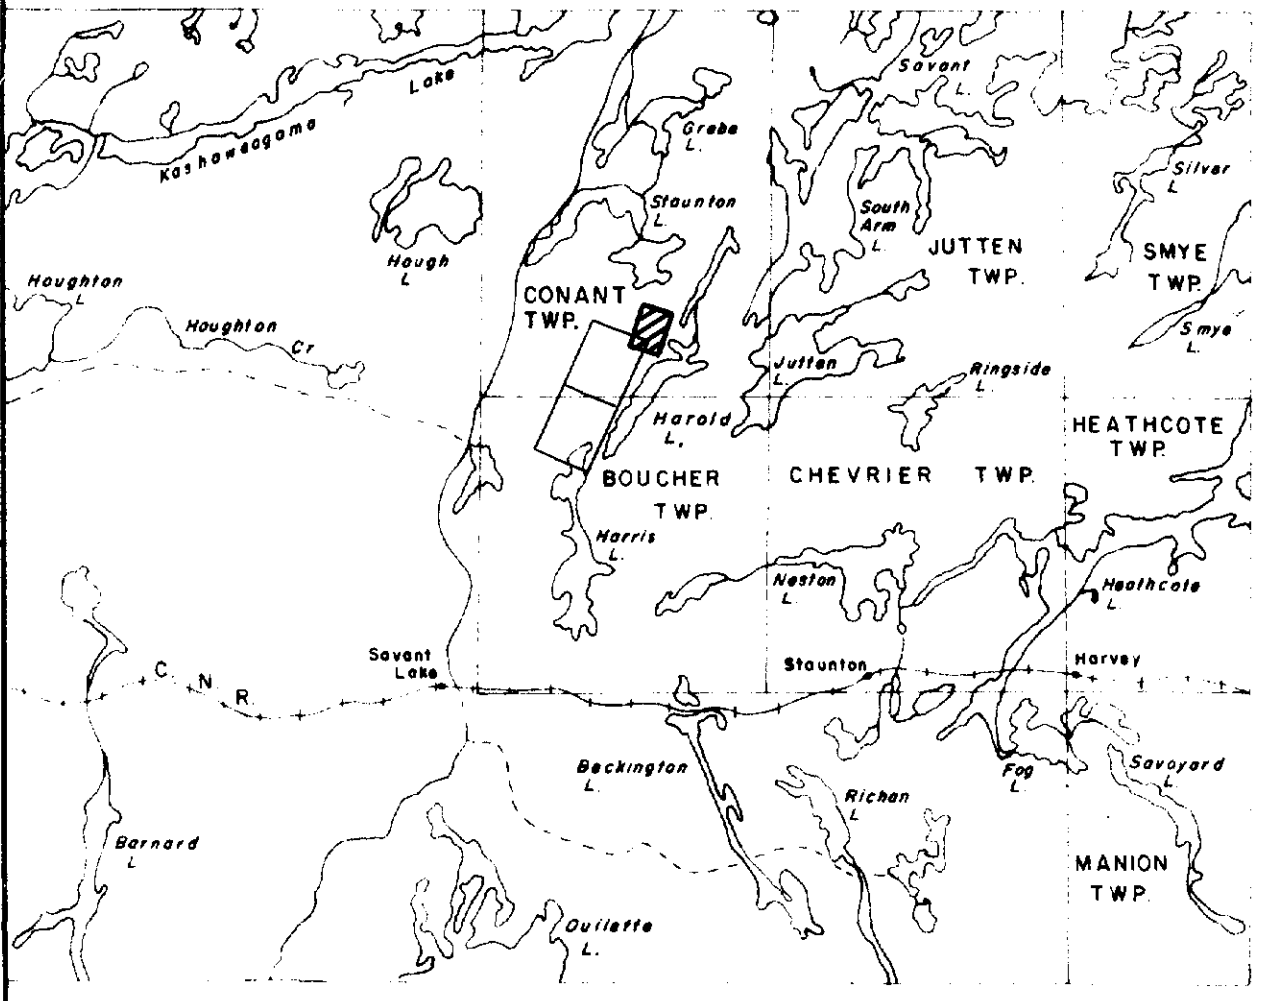 Savant
L.
Lake
Kashaweagama
Grebe
L.
Silver
L.
Staunton
L.
South
Arm
L.
Hough
L
JUTTEN
TWP.
SMYE
TWP.
Houghton
L
CONANT
TWP.
Houghton
Cr
Smye
L.
Jutten
L.
Ringside
L.
Harold
L.
HEATHCOTE
TWP.
BOUCHER
TWP.
CHEVRIER TWP.
Harris
L.
Neston
L.
Heathcote
L.
Savant
Lake
Staunton
Harvey
C N R.
Beckington
L.
Fog
L.
Savoyard
L.
Richan
L
Barnard
L
MANION
TWP.
Ouilette
L.